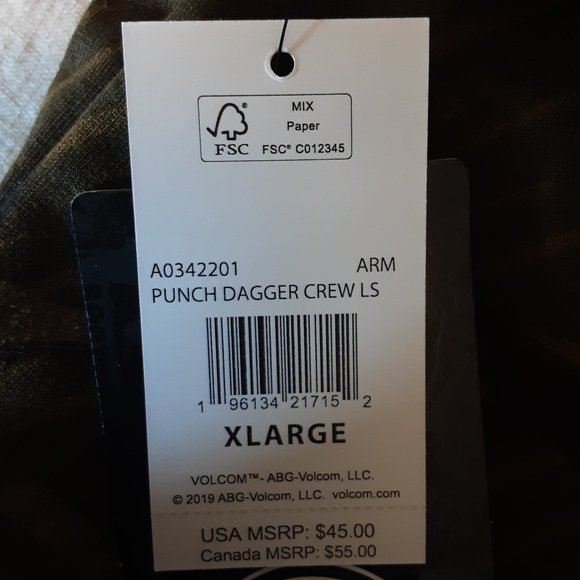 MIX
Paper
FSC® FSC® C012345
A0342201 ARM
PUNCH DAGGER CREW LS
1 96134 21715 2
XLARGE
VOLCOM™- ABG-Volcom, LLC.
© 2019 ABG-Volcom, LLC. volcom.com
USA MSRP: $45.00
Canada MSRP: $55.00